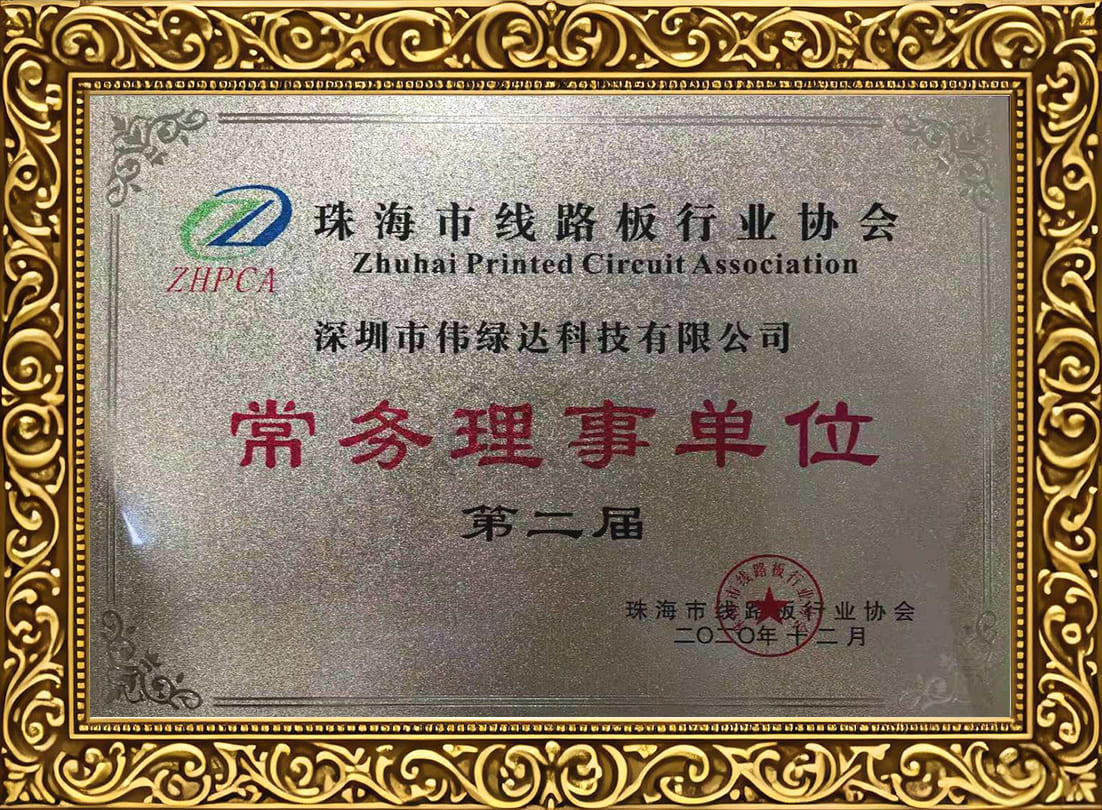 珠海市线路板行业协会
Zhuhai Printed Circuit Association
ZHPCA
深圳市伟绿达科技有限公司
常务理事单位
第二届
珠海市线路板行业协会
二〇二〇年十二月